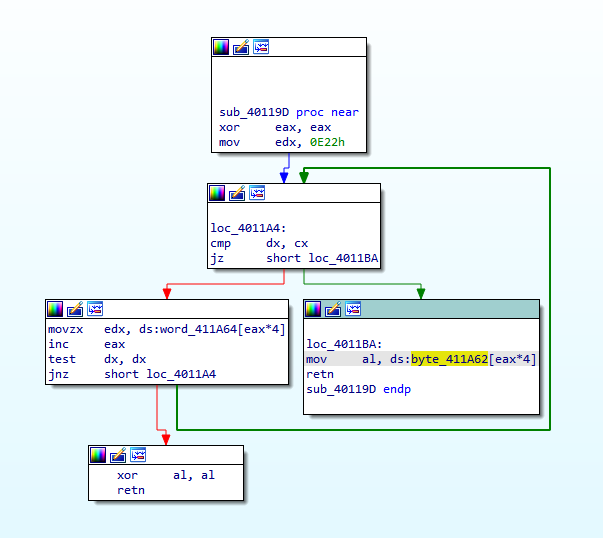 sub_40119D proc near
xor     eax, eax
mov     edx, 0E22h
loc_4011A4:
cmp     dx, cx
jz      short loc_4011BA
movzx   edx, ds:word_411A64[eax*4]
inc     eax
test    dx, dx
jnz     short loc_4011A4
loc_4011BA:
mov     al, ds:byte_411A62[eax*4]
retn
sub_40119D endp
xor     al, al
retn